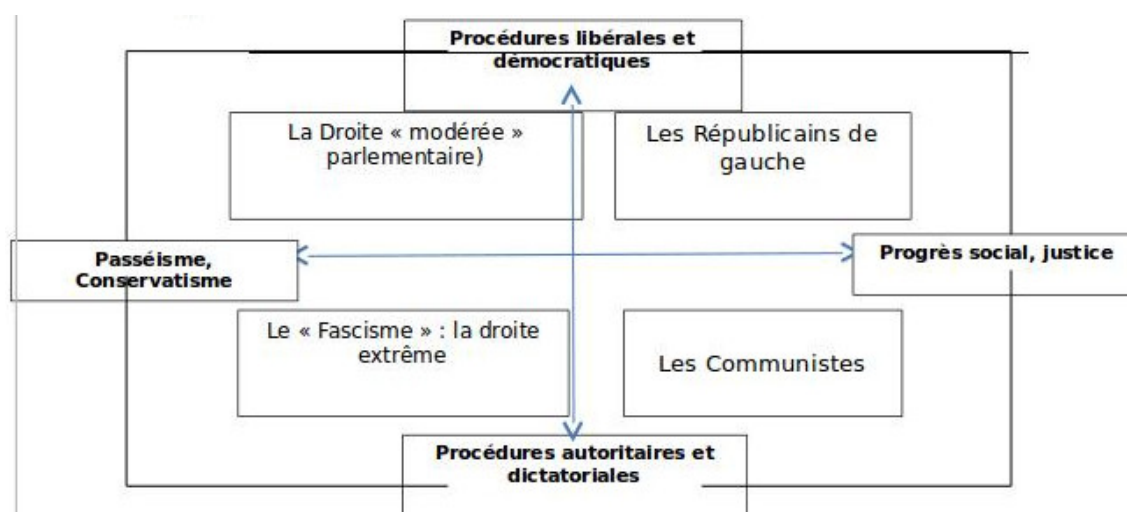 Procédures libérales et
démocratiques
La Droite « modérée »
parlementaire)
Les Républicains de
gauche
Passéisme,
Conservatisme
Progrès social, justice
Le « Fascisme » : la droite
extrême
Les Communistes
Procédures autoritaires et
dictatoriales